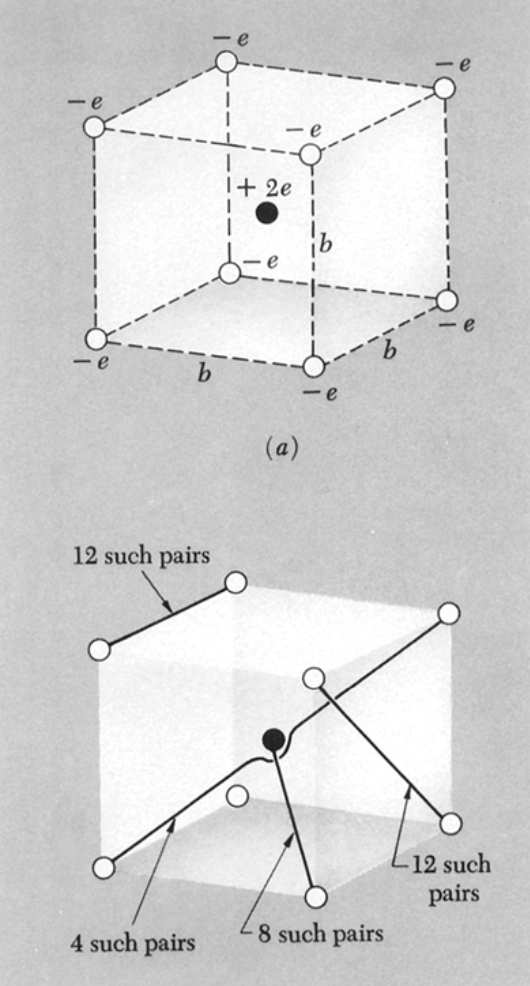 − e
− e
− e
− e
+ 2e
b
− e
− e
− e
b
b
− e
(a)
12 such pairs
12 such
pairs
8 such pairs
4 such pairs